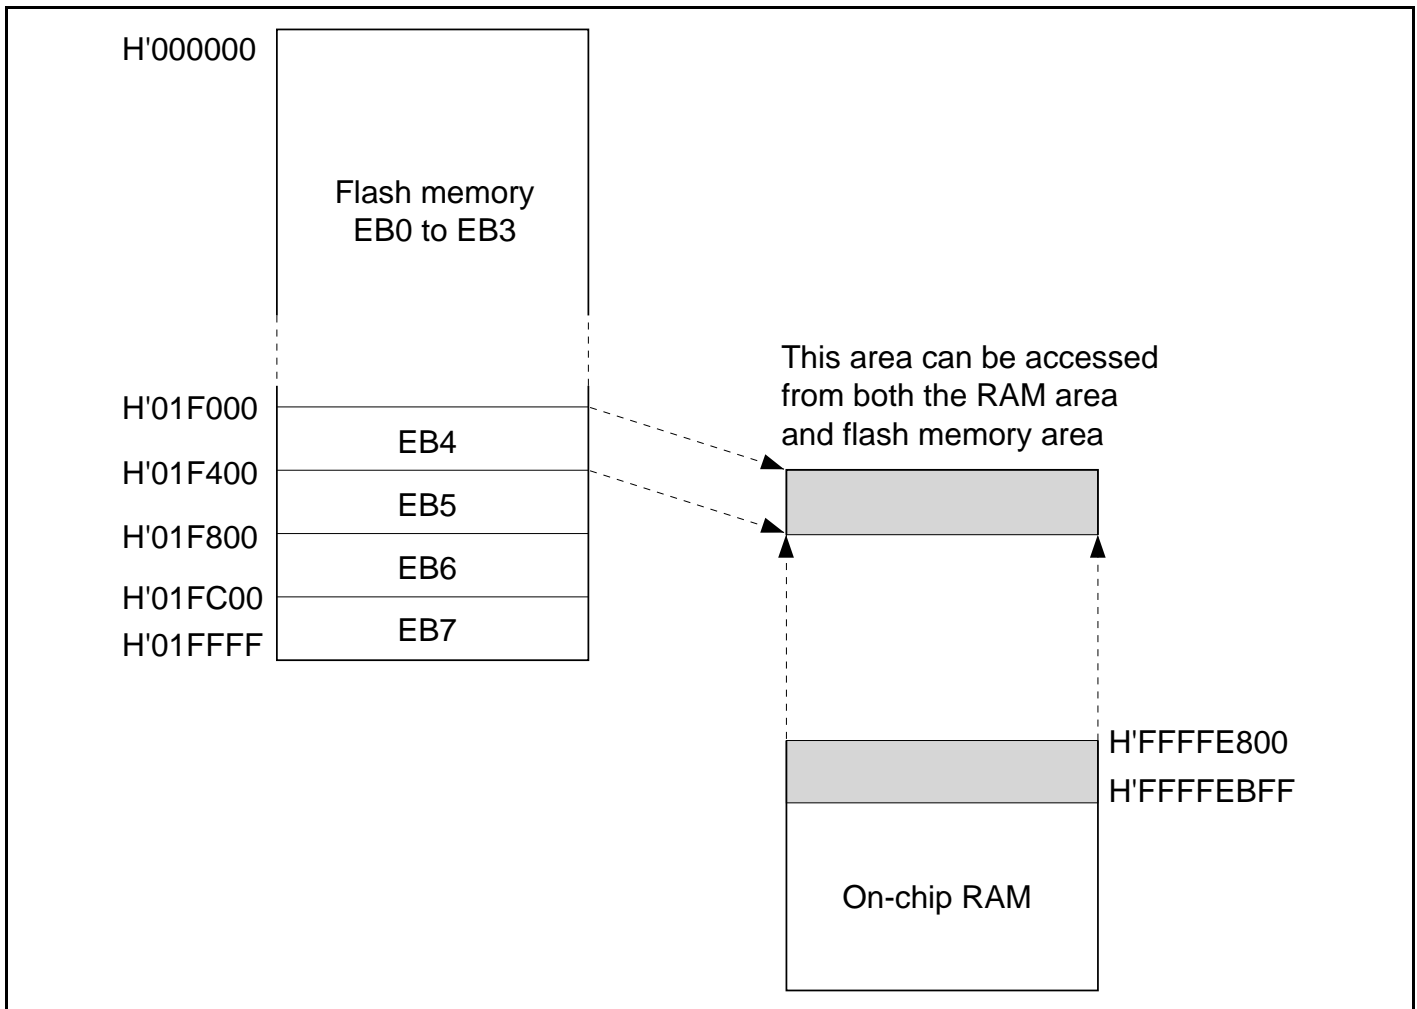 H'000000
Flash memory
EB0 to EB3
This area can be accessed
from both the RAM area
and flash memory area
H'01F000
EB4
H'01F400
EB5
H'01F800
EB6
H'01FC00
EB7
H'01FFFF
H'FFFFE800
H'FFFFEBFF
On-chip RAM